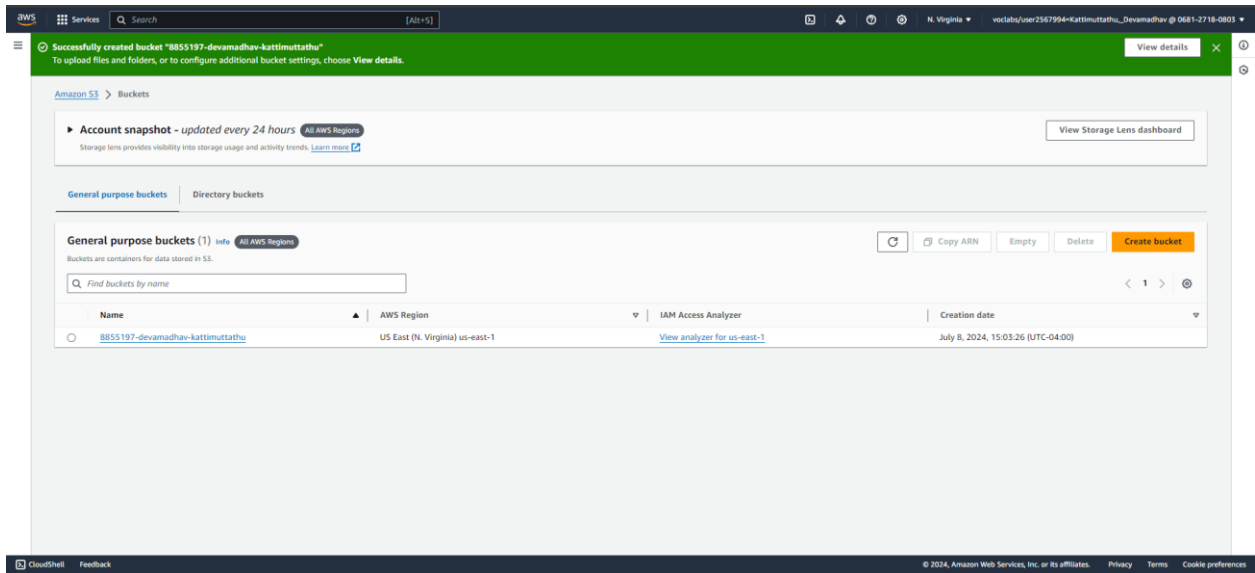 aws Services Search [Alt+S] N. Virginia voclabs/user2567994=Kattimuttathu,_Devamadhav @ 0681-2718-0803
Successfully created bucket "8855197-devamadhav-kattimuttathu"
To upload files and folders, or to configure additional bucket settings, choose View details.
View details
Amazon S3 > Buckets
Account snapshot - updated every 24 hours All AWS Regions
Storage lens provides visibility into storage usage and activity trends. Learn more
View Storage Lens dashboard
General purpose buckets Directory buckets
General purpose buckets (1) Info All AWS Regions
Buckets are containers for data stored in S3.
Copy ARN Empty Delete Create bucket
Find buckets by name
< 1 >
Name AWS Region IAM Access Analyzer Creation date
8855197-devamadhav-kattimuttathu US East (N. Virginia) us-east-1 View analyzer for us-east-1 July 8, 2024, 15:03:26 (UTC-04:00)
CloudShell Feedback © 2024, Amazon Web Services, Inc. or its affiliates. Privacy Terms Cookie preferences